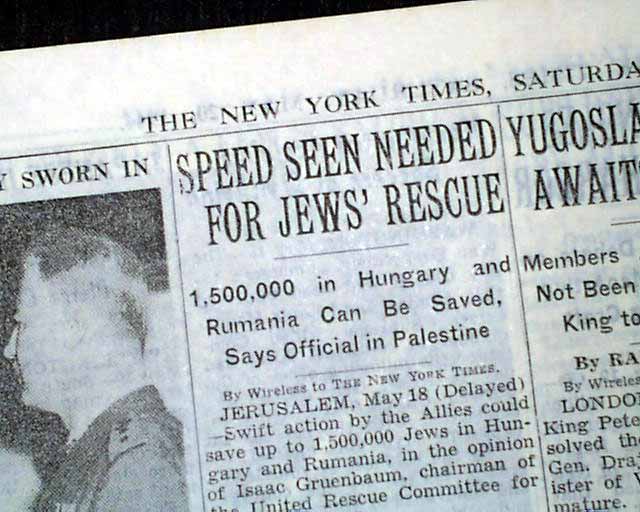 THE NEW YORK TIMES, SATURDA
Y SWORN IN
SPEED SEEN NEEDED
FOR JEWS' RESCUE
1,500,000 in Hungary and
Rumania Can Be Saved,
Says Official in Palestine
By Wireless to THE NEW YORK TIMES.
JERUSALEM, May 18 (Delayed)
—Swift action by the Allies could
save up to 1,500,000 Jews in Hun-
gary and Rumania, in the opinion
of Isaac Gruenbaum, chairman of
the United Rescue Committee for
YUGOSLA
AWAIT
Members
Not Been
King to
By RA
By Wireles
LONDO
King Pete
solved th
Gen. Draj
ister of W
mature.